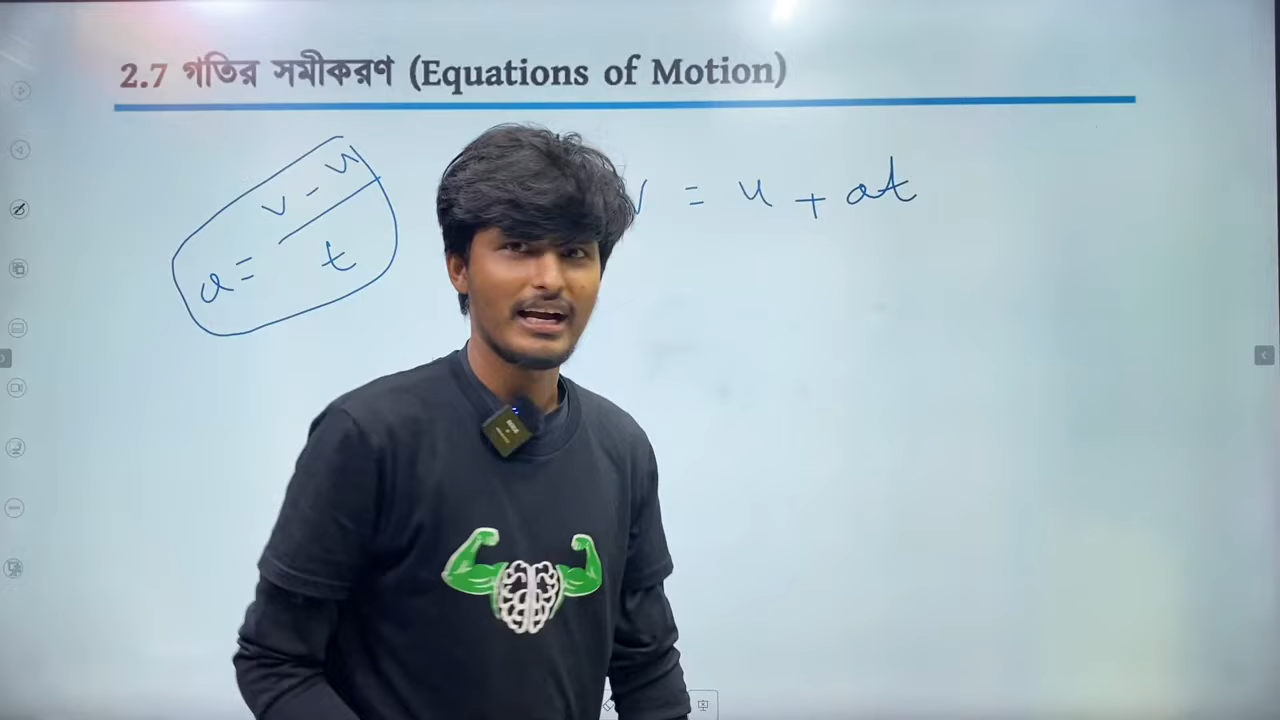 2.7 গতির সমীকরণ (Equations of Motion)
a = v - u / t
v = u + at